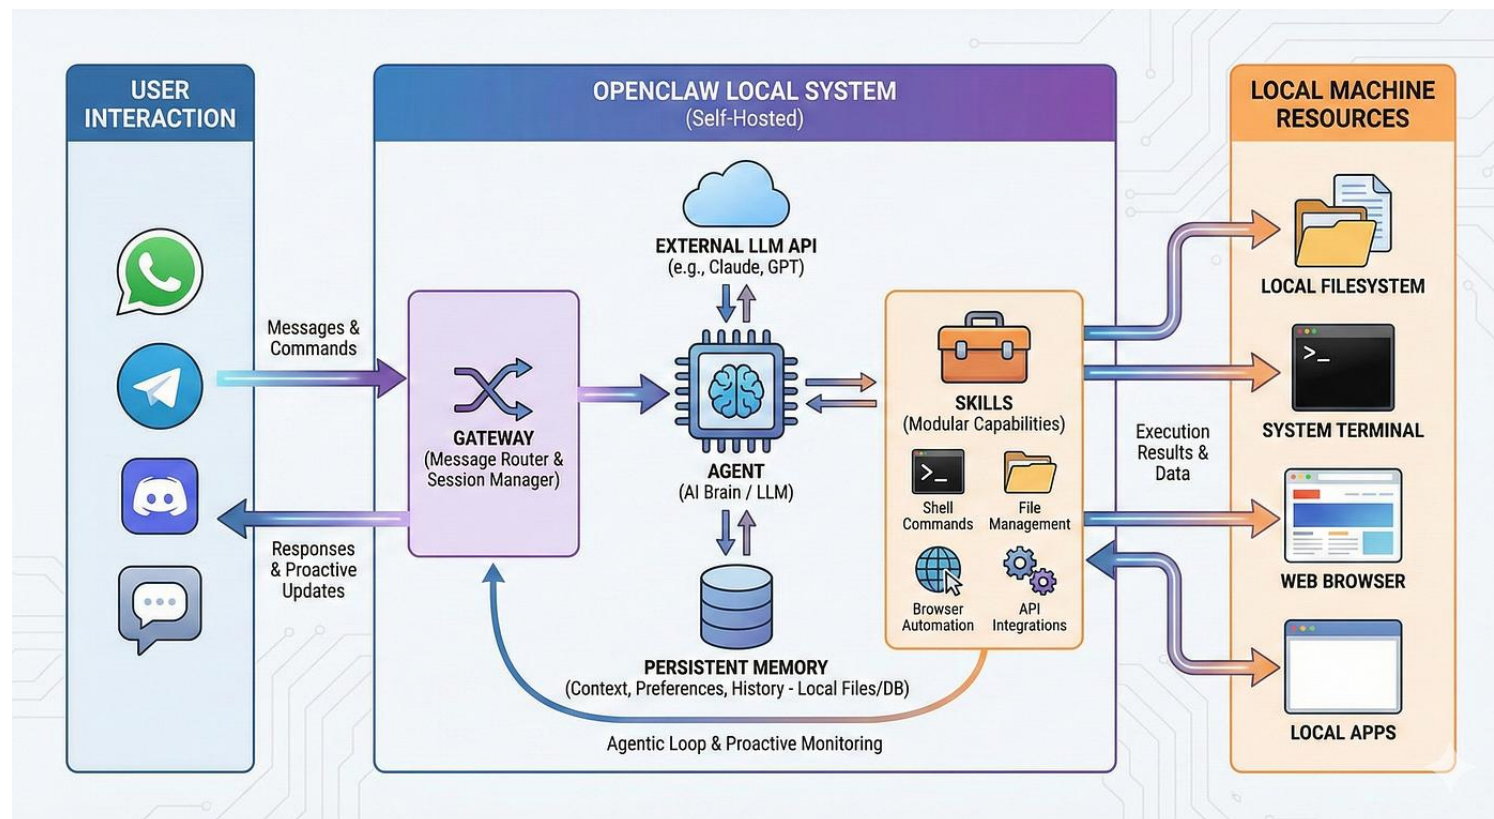 USER
INTERACTION
Messages &
Commands
Responses
& Proactive
Updates
OPENCLAW LOCAL SYSTEM
(Self-Hosted)
EXTERNAL LLM API
(e.g., Claude, GPT)
GATEWAY
(Message Router &
Session Manager)
AGENT
(AI Brain / LLM)
PERSISTENT MEMORY
(Context, Preferences, History - Local Files/DB)
Agentic Loop & Proactive Monitoring
SKILLS
(Modular Capabilities)
>_
Shell
Commands
File
Management
Browser
Automation
API
Integrations
Execution
Results &
Data
LOCAL MACHINE
RESOURCES
LOCAL FILESYSTEM
>_
SYSTEM TERMINAL
WEB BROWSER
LOCAL APPS